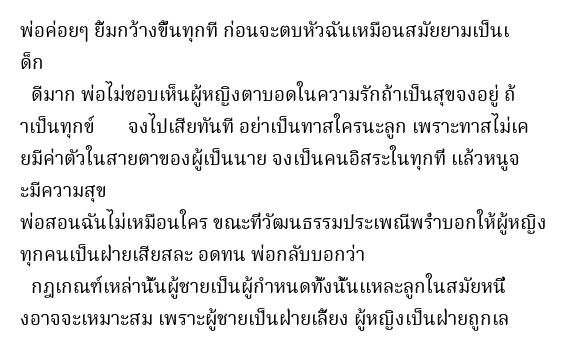 พ่อค่อยๆ ยิ้มกว้างขึ้นทุกที ก่อนจะตบหัวฉันเหมือนสมัยยามเป็นเ
ด็ก
ดีมาก พ่อไม่ชอบเห็นผู้หญิงตาบอดในความรักถ้าเป็นสุขจงอยู่ ถ้
าเป็นทุกข์ จงไปเสียทันที อย่าเป็นทาสใครนะลูก เพราะทาสไม่เค
ยมีค่าตัวในสายตาของผู้เป็นนาย จงเป็นคนอิสระในทุกที่ แล้วหนูจ
ะมีความสุข
พ่อสอนฉันไม่เหมือนใคร ขณะที่วัฒนธรรมประเพณีพร่ำบอกให้ผู้หญิง
ทุกคนเป็นฝ่ายเสียสละ อดทน พ่อกลับบอกว่า
กฎเกณฑ์เหล่านั้นผู้ชายเป็นผู้กำหนดทั้งนั้นแหละลูกในสมัยหนึ่
งอาจจะเหมาะสม เพราะผู้ชายเป็นฝ่ายเลี้ยง ผู้หญิงเป็นฝ่ายถูกเล